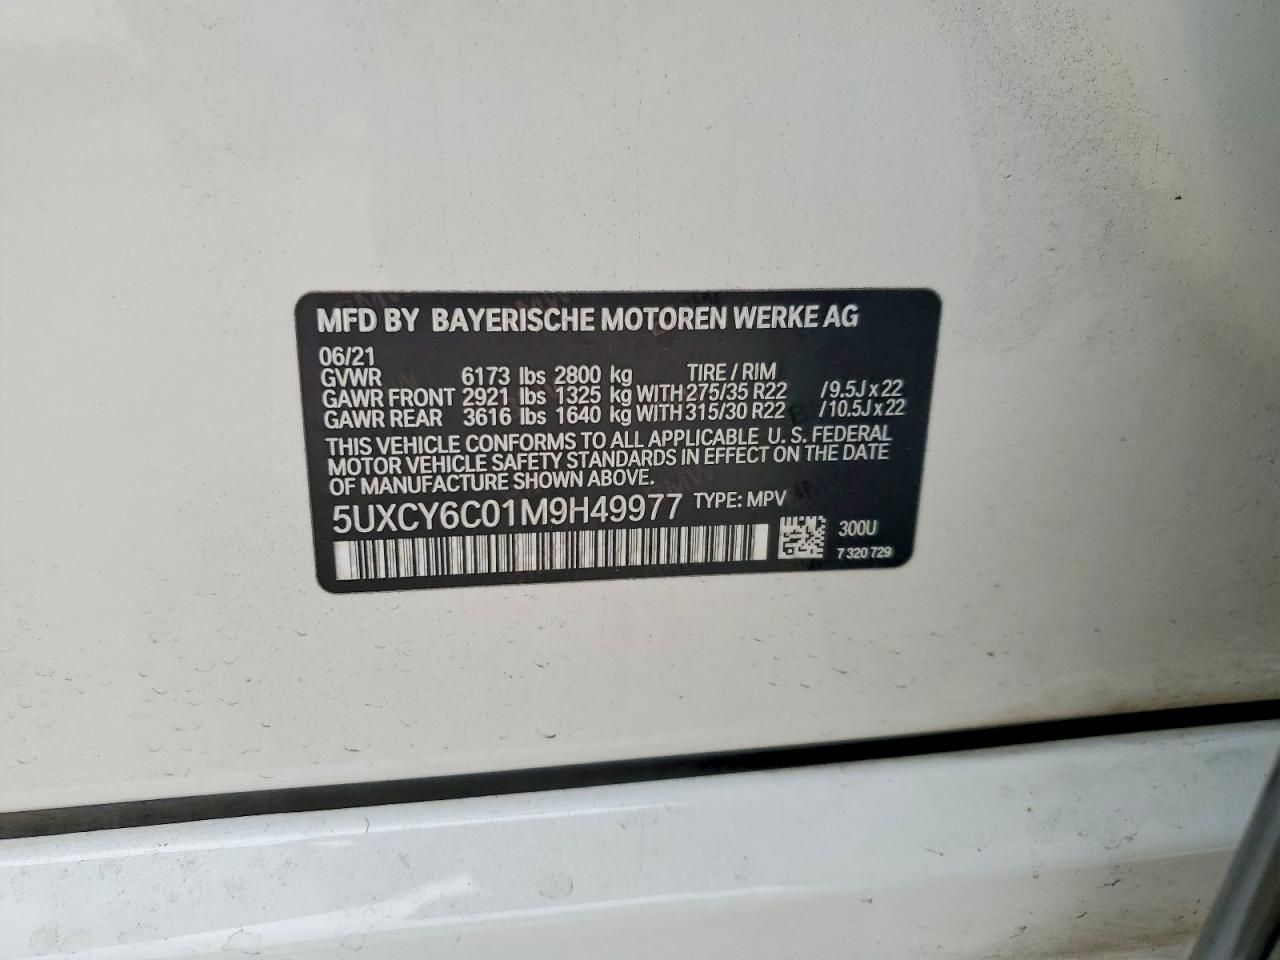 MFD BY BAYERISCHE MOTOREN WERKE AG
06/21
GVWR 6173 lbs 2800 kg TIRE / RIM
GAWR FRONT 2921 lbs 1325 kg WITH 275/35 R22 /9.5J x 22
GAWR REAR 3616 lbs 1640 kg WITH 315/30 R22 /10.5J x 22
THIS VEHICLE CONFORMS TO ALL APPLICABLE U. S. FEDERAL
MOTOR VEHICLE SAFETY STANDARDS IN EFFECT ON THE DATE
OF MANUFACTURE SHOWN ABOVE.
5UXCY6C01M9H49977 TYPE: MPV
300U
7 320 729